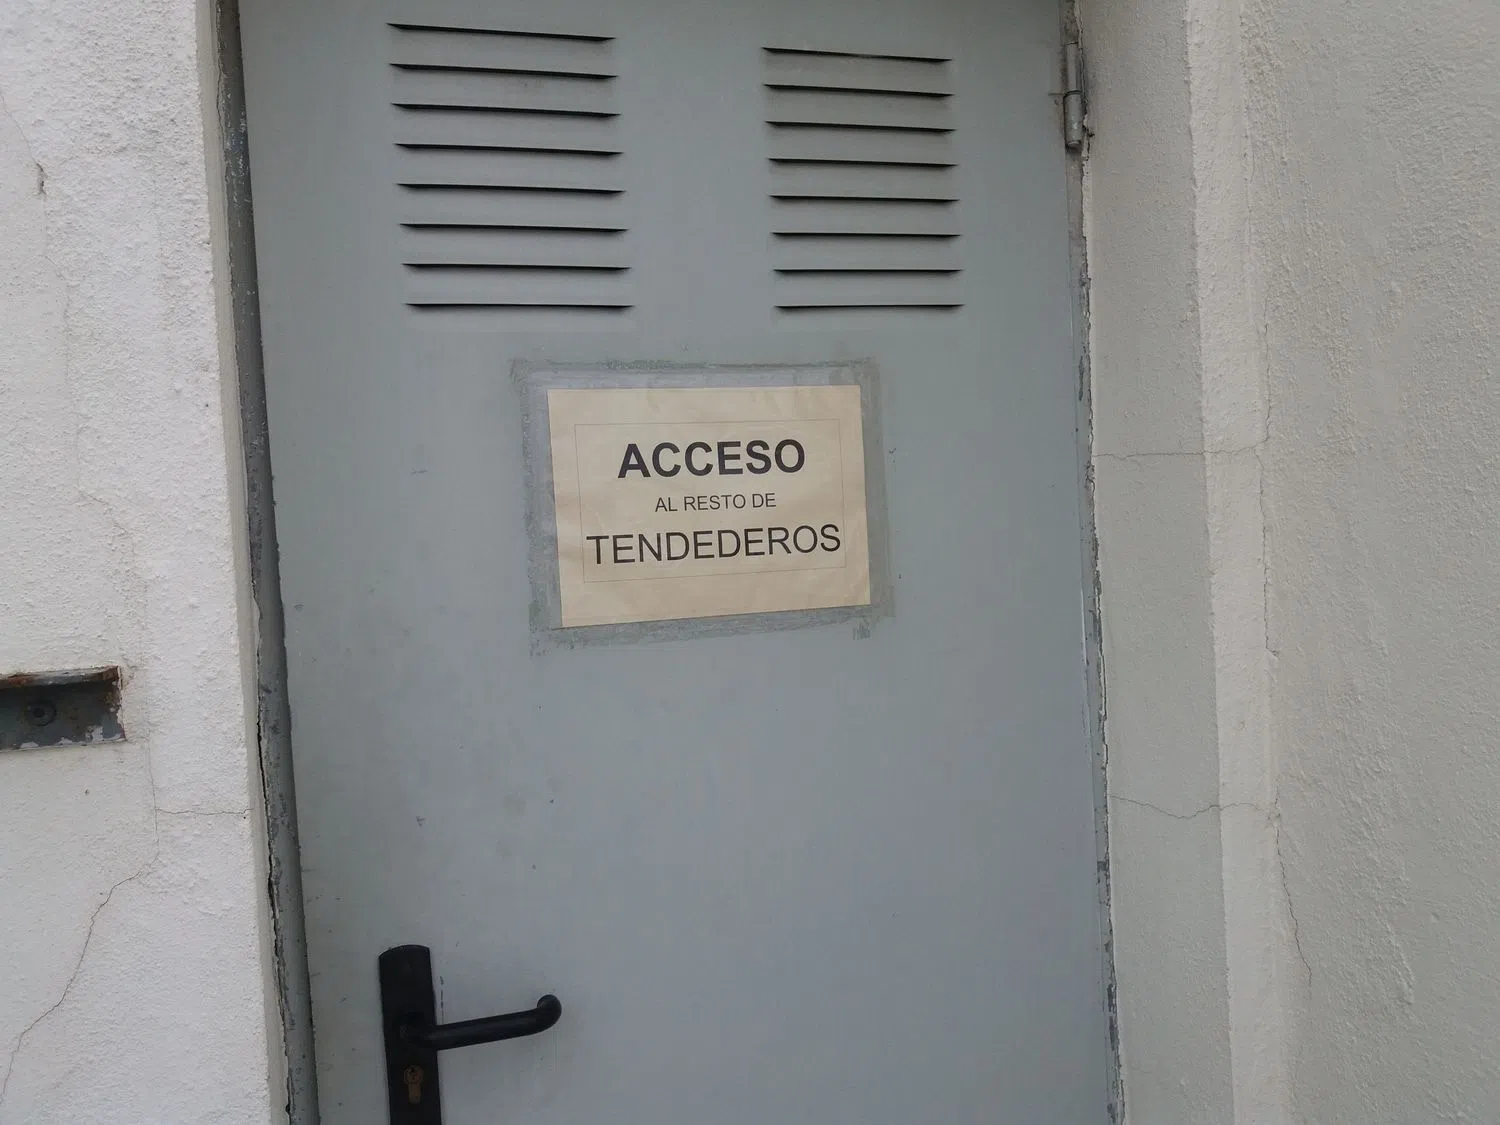 ACCESO
AL RESTO DE
TENDEDEROS